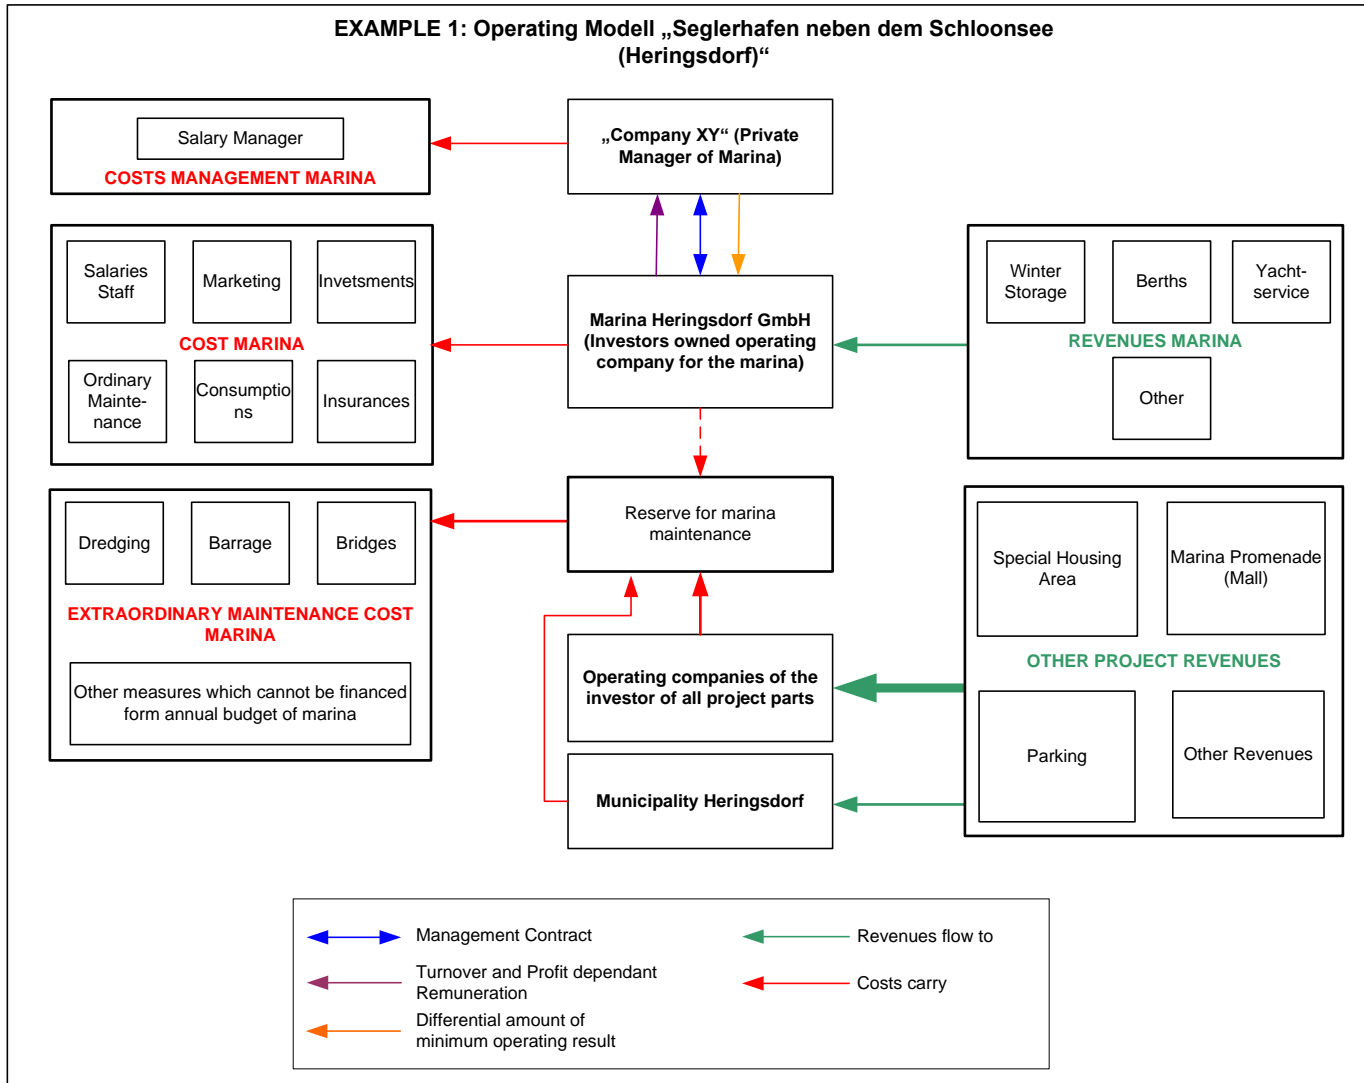 EXAMPLE 1: Operating Modell „Seglerhafen neben dem Schloonsee
(Heringsdorf)“
Salary Manager
COSTS MANAGEMENT MARINA
„Company XY“ (Private
Manager of Marina)
Salaries
Staff
Marketing
Invetsments
COST MARINA
Ordinary
Mainte-
nance
Consumptio
ns
Insurances
Marina Heringsdorf GmbH
(Investors owned operating
company for the marina)
Winter
Storage
Berths
Yacht-
service
REVENUES MARINA
Other
Dredging
Barrage
Bridges
EXTRAORDINARY MAINTENANCE COST
MARINA
Other measures which cannot be financed
form annual budget of marina
Reserve for marina
maintenance
Operating companies of the
investor of all project parts
Municipality Heringsdorf
Special Housing
Area
Marina Promenade
(Mall)
OTHER PROJECT REVENUES
Parking
Other Revenues
Management Contract
Turnover and Profit dependant
Remuneration
Differential amount of
minimum operating result
Revenues flow to
Costs carry